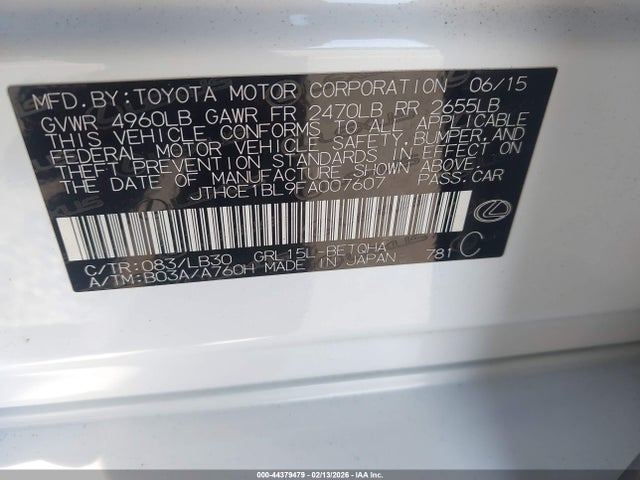 MFD.BY:TOYOTA MOTOR CORPORATION 06/15
GVWR 4960LB GAWR FR 2470LB RR 2655LB
THIS VEHICLE CONFORMS TO ALL APPLICABLE
FEDERAL MOTOR VEHICLE SAFETY,BUMPER,AND
THEFT PREVENTION STANDARDS IN EFFECT ON
THE DATE OF MANUFACTURE SHOWN ABOVE.
JTHCE1BL9FA007607 PASS.CAR
C/TR:083/LB30 GRL15L-BETQHA
A/TM:B03A/A760H MADE IN JAPAN 781 C
000-44379479 | 02/13/2026 | IAA Inc.